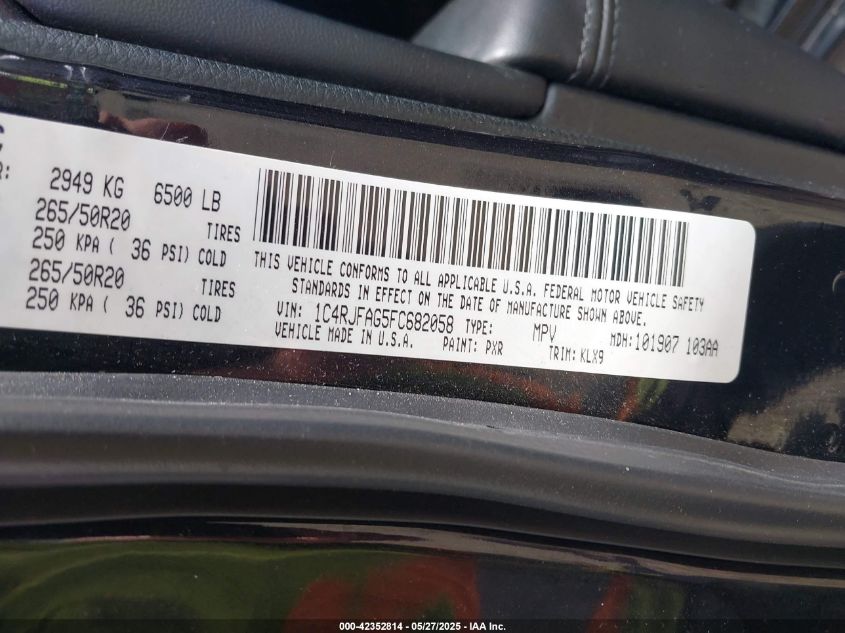 R: 2949 KG 6500 LB
265/50R20 TIRES
250 KPA ( 36 PSI) COLD
265/50R20 TIRES
250 KPA ( 36 PSI) COLD
THIS VEHICLE CONFORMS TO ALL APPLICABLE U.S.A. FEDERAL MOTOR VEHICLE SAFETY
STANDARDS IN EFFECT ON THE DATE OF MANUFACTURE SHOWN ABOVE.
VIN: 1C4RJFAG5FC682058 TYPE: MPV MDH:101907 103AA
VEHICLE MADE IN U.S.A. PAINT: PXR TRIM: KLX9
000-42352814 - 05/27/2025 - IAA Inc.